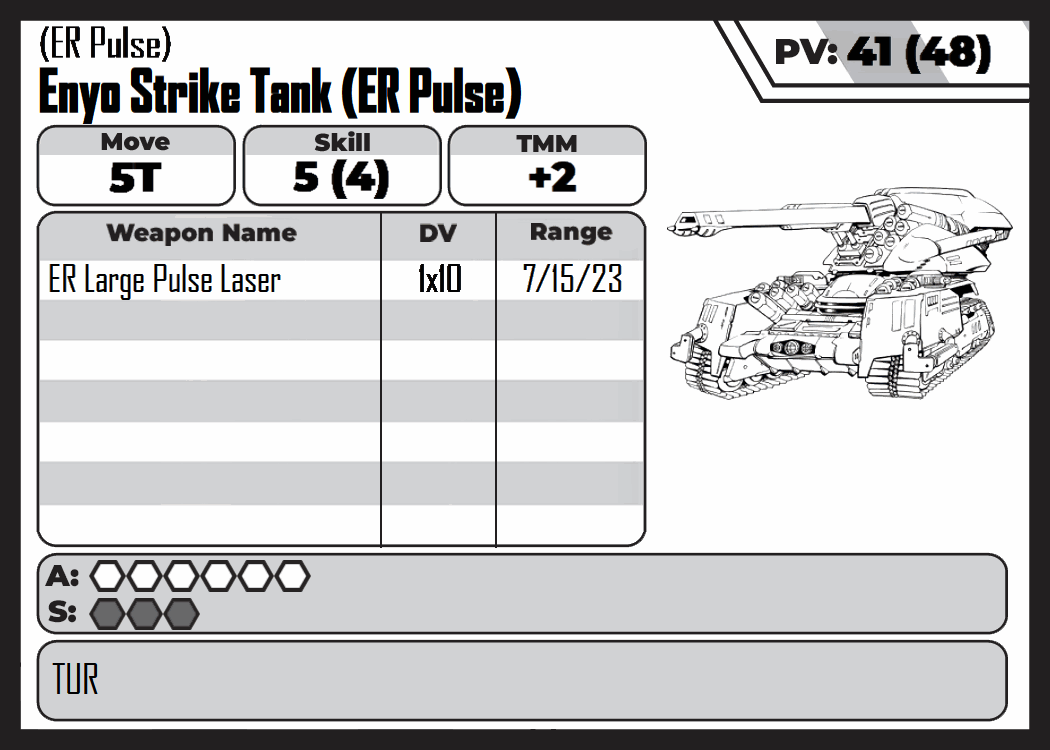 (ER Pulse)
PV: 41 (48)
Enyo Strike Tank (ER Pulse)
Move Skill TMM
5T 5 (4) +2
Weapon Name DV Range
ER Large Pulse Laser 1x10 7/15/23
A:
S:
TUR